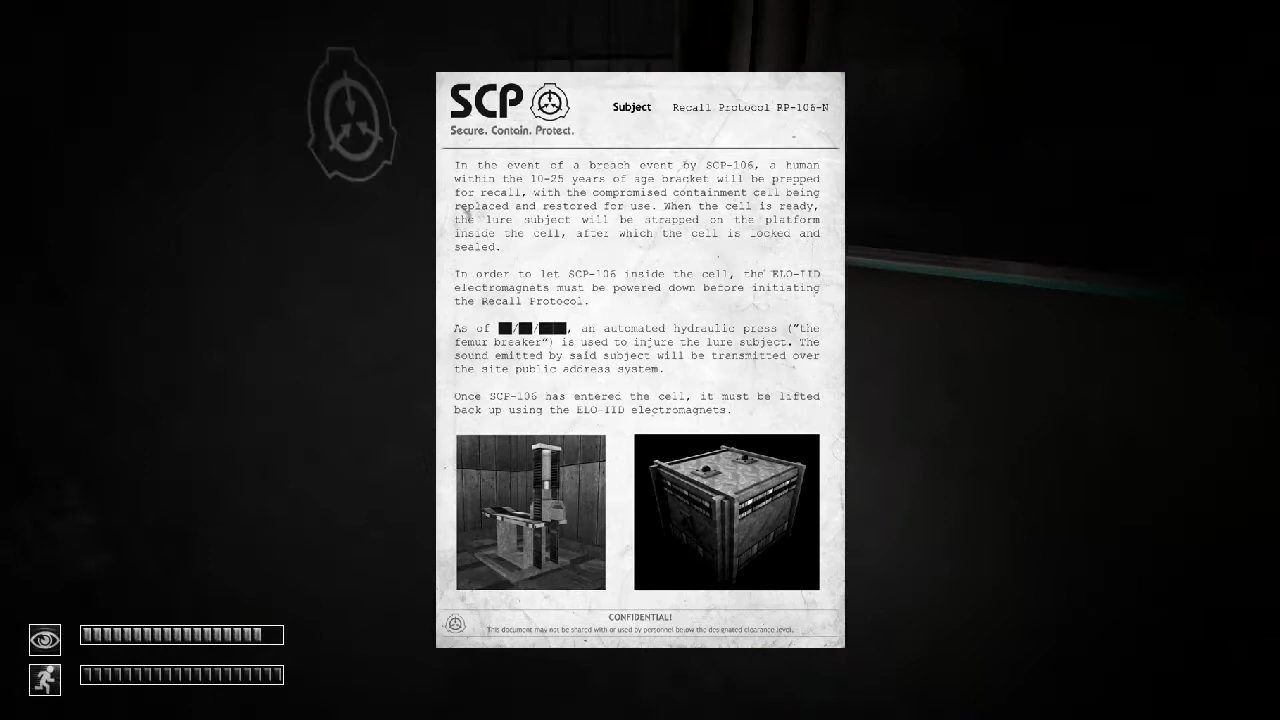 SCP
Secure. Contain. Protect.
Subject Recall Protocol RP-106-N
In the event of a breach event by SCP-106, a human
within the 10-25 years of age bracket will be prepped
for recall, with the compromised containment cell being
replaced and restored for use. When the cell is ready,
the lure subject will be strapped on the platform
inside the cell, after which the cell is locked and
sealed.
In order to let SCP-106 inside the cell, the ELO-IID
electromagnets must be powered down before initiating
the Recall Protocol.
As of ██/██/████, an automated hydraulic press ("the
femur breaker") is used to injure the lure subject. The
sound emitted by said subject will be transmitted over
the site public address system.
Once SCP-106 has entered the cell, it must be lifted
back up using the ELO-IID electromagnets.
CONFIDENTIAL!
This document may not be shared with or used by personnel below the designated clearance level.